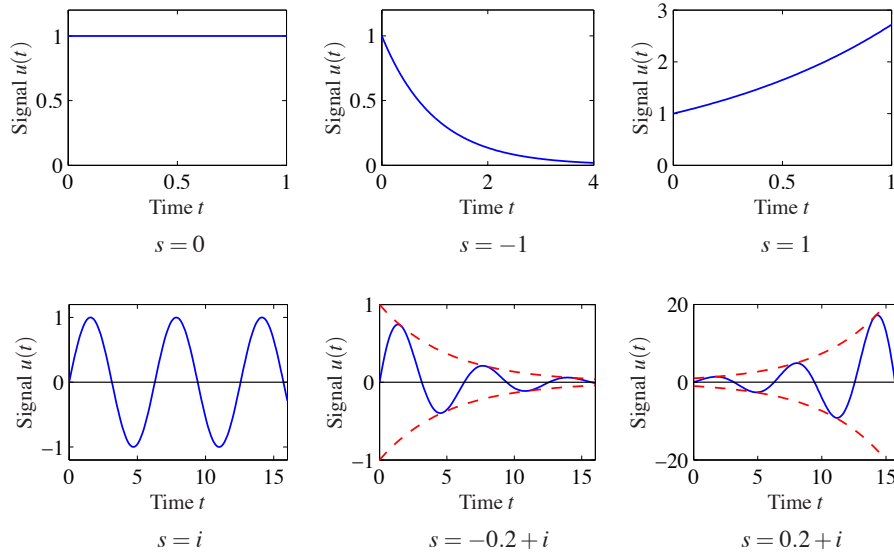 1
0.5
0
0
0.5
1
Signal u(t)
Time t
s = 0
1
0.5
0
0
2
4
Signal u(t)
Time t
s = −1
3
2
1
0
0
0.5
1
Signal u(t)
Time t
s = 1
1
0
−1
0
5
10
15
Signal u(t)
Time t
s = i
1
0
−1
0
5
10
15
Signal u(t)
Time t
s = −0.2 + i
20
0
−20
0
5
10
15
Signal u(t)
Time t
s = 0.2 + i